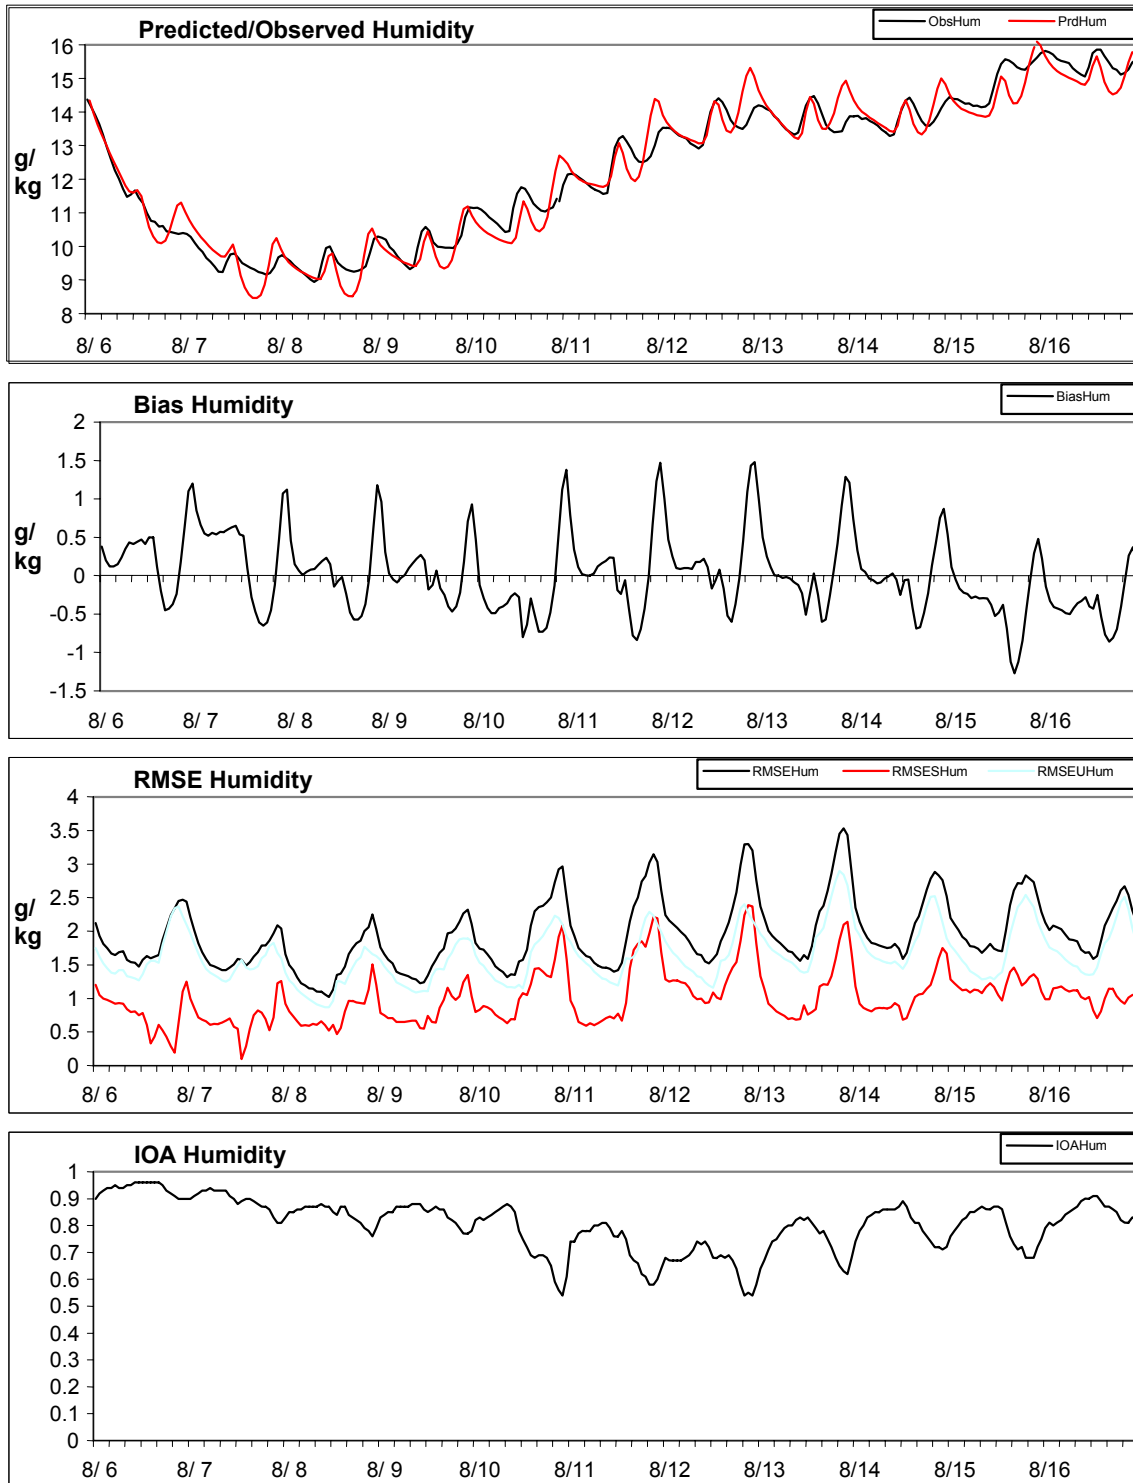 Predicted/Observed Humidity
ObsHum PrdHum
16
15
14
13
12
11
10
9
8
g/
kg
8/ 6 8/ 7 8/ 8 8/ 9 8/10 8/11 8/12 8/13 8/14 8/15 8/16
Bias Humidity
BiasHum
2
1.5
1
0.5
0
-0.5
-1
-1.5
g/
kg
8/ 6 8/ 7 8/ 8 8/ 9 8/10 8/11 8/12 8/13 8/14 8/15 8/16
RMSE Humidity
RMSEHum RMSESHum RMSEUHum
4
3.5
3
2.5
2
1.5
1
0.5
0
g/
kg
8/ 6 8/ 7 8/ 8 8/ 9 8/10 8/11 8/12 8/13 8/14 8/15 8/16
IOA Humidity
IOAHum
1
0.9
0.8
0.7
0.6
0.5
0.4
0.3
0.2
0.1
0
8/ 6 8/ 7 8/ 8 8/ 9 8/10 8/11 8/12 8/13 8/14 8/15 8/16